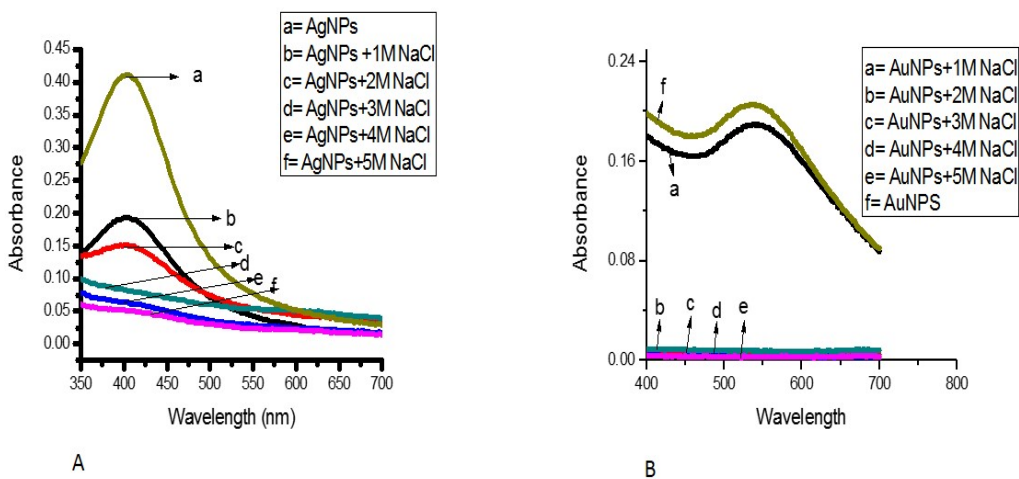 a= AgNPs
b= AgNPs +1M NaCl
c= AgNPs+2M NaCl
d= AgNPs+3M NaCl
e= AgNPs+4M NaCl
f= AgNPs+5M NaCl
0.45
0.40
0.35
0.30
0.25
0.20
0.15
0.10
0.05
0.00
Absorbance
a
b
c
d
e
f
350 400 450 500 550 600 650 700
Wavelength (nm)
A
a= AuNPs+1M NaCl
b= AuNPs+2M NaCl
c= AuNPs+3M NaCl
d= AuNPs+4M NaCl
e= AuNPs+5M NaCl
f= AuNPS
0.24
0.16
0.08
0.00
Absorbance
f
a
b c d e
400 500 600 700 800
Wavelength
B